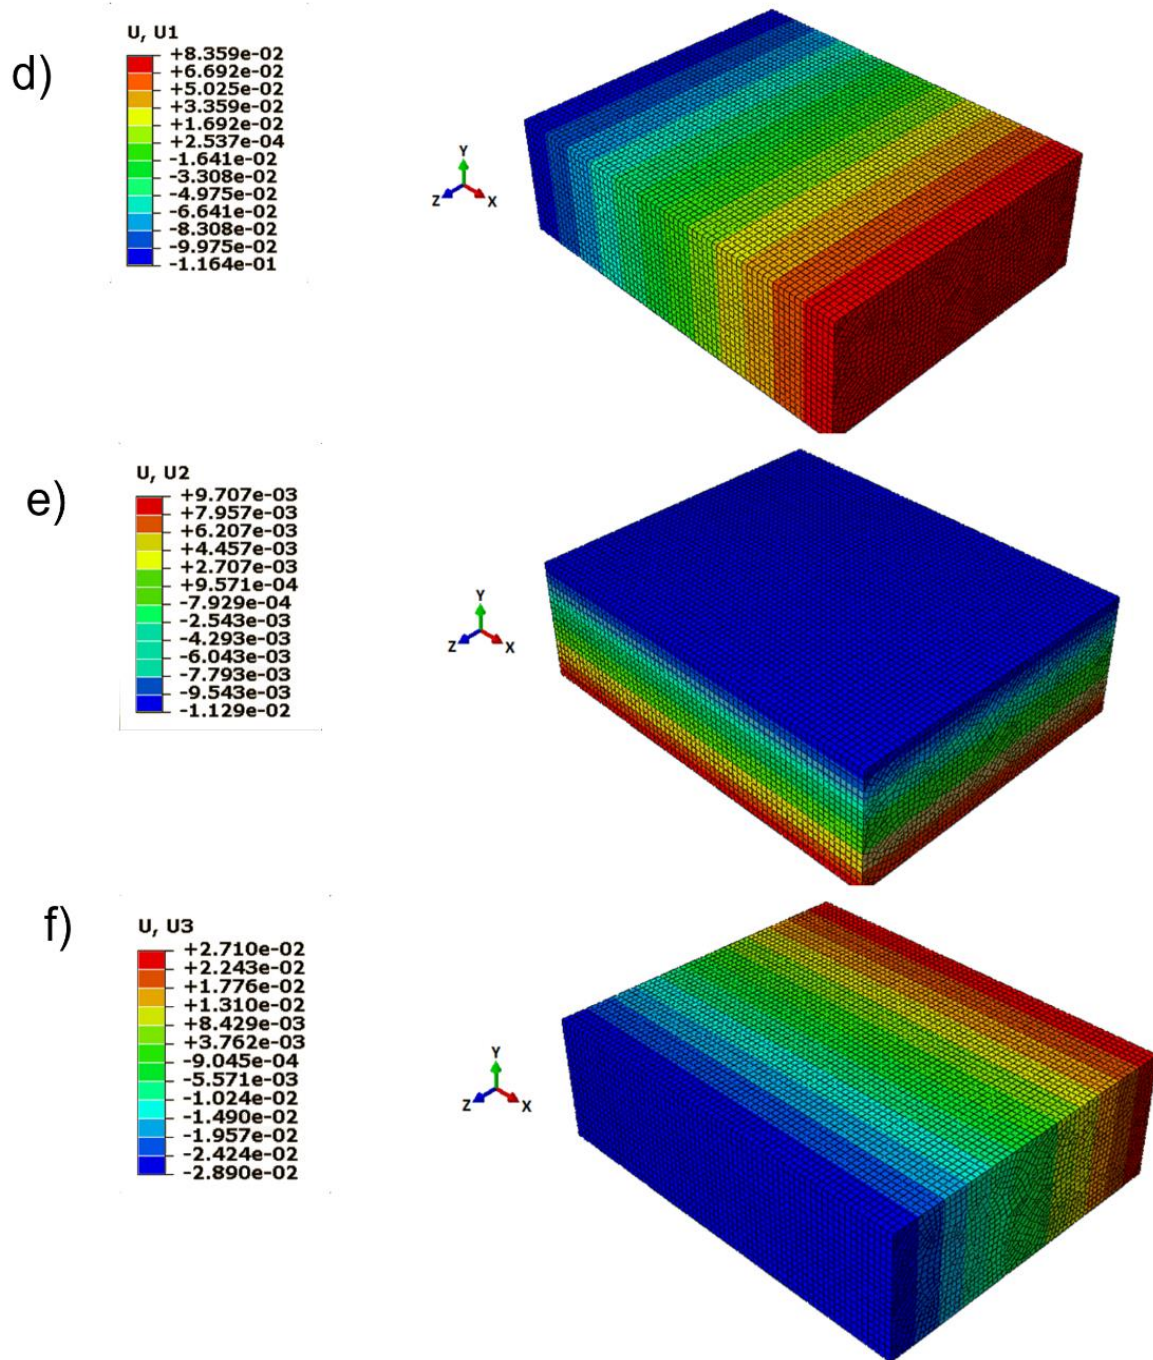 d)
U, U1
+8.359e-02
+6.692e-02
+5.025e-02
+3.359e-02
+1.692e-02
+2.537e-04
-1.641e-02
-3.308e-02
-4.975e-02
-6.641e-02
-8.308e-02
-9.975e-02
-1.164e-01
Y
Z
X
e)
U, U2
+9.707e-03
+7.957e-03
+6.207e-03
+4.457e-03
+2.707e-03
+9.571e-04
-7.929e-04
-2.543e-03
-4.293e-03
-6.043e-03
-7.793e-03
-9.543e-03
-1.129e-02
Y
Z
X
f)
U, U3
+2.710e-02
+2.243e-02
+1.776e-02
+1.310e-02
+8.429e-03
+3.762e-03
-9.045e-04
-5.571e-03
-1.024e-02
-1.490e-02
-1.957e-02
-2.424e-02
-2.890e-02
Y
Z
X